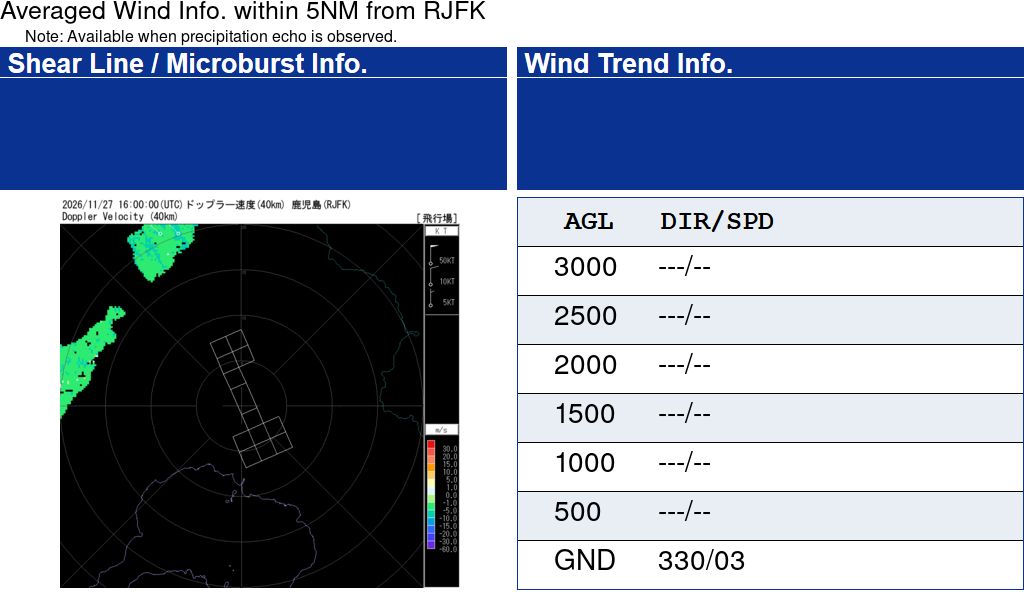 Averaged Wind Info. within 5NM from RJFK
Note: Available when precipitation echo is observed.
Shear Line / Microburst Info.
Wind Trend Info.
2026/11/27 16:00:00(UTC) ドップラー速度(40km) 鹿児島(RJFK)
Doppler Velocity (40km)
[飛行場]
KT
50KT
10KT
5KT
m/s
30.0
20.0
15.0
10.0
5.0
1.0
0.0
-1.0
-5.0
-10.0
-15.0
-20.0
-30.0
-60.0
AGL DIR/SPD
3000 ---/--
2500 ---/--
2000 ---/--
1500 ---/--
1000 ---/--
500 ---/--
GND 330/03